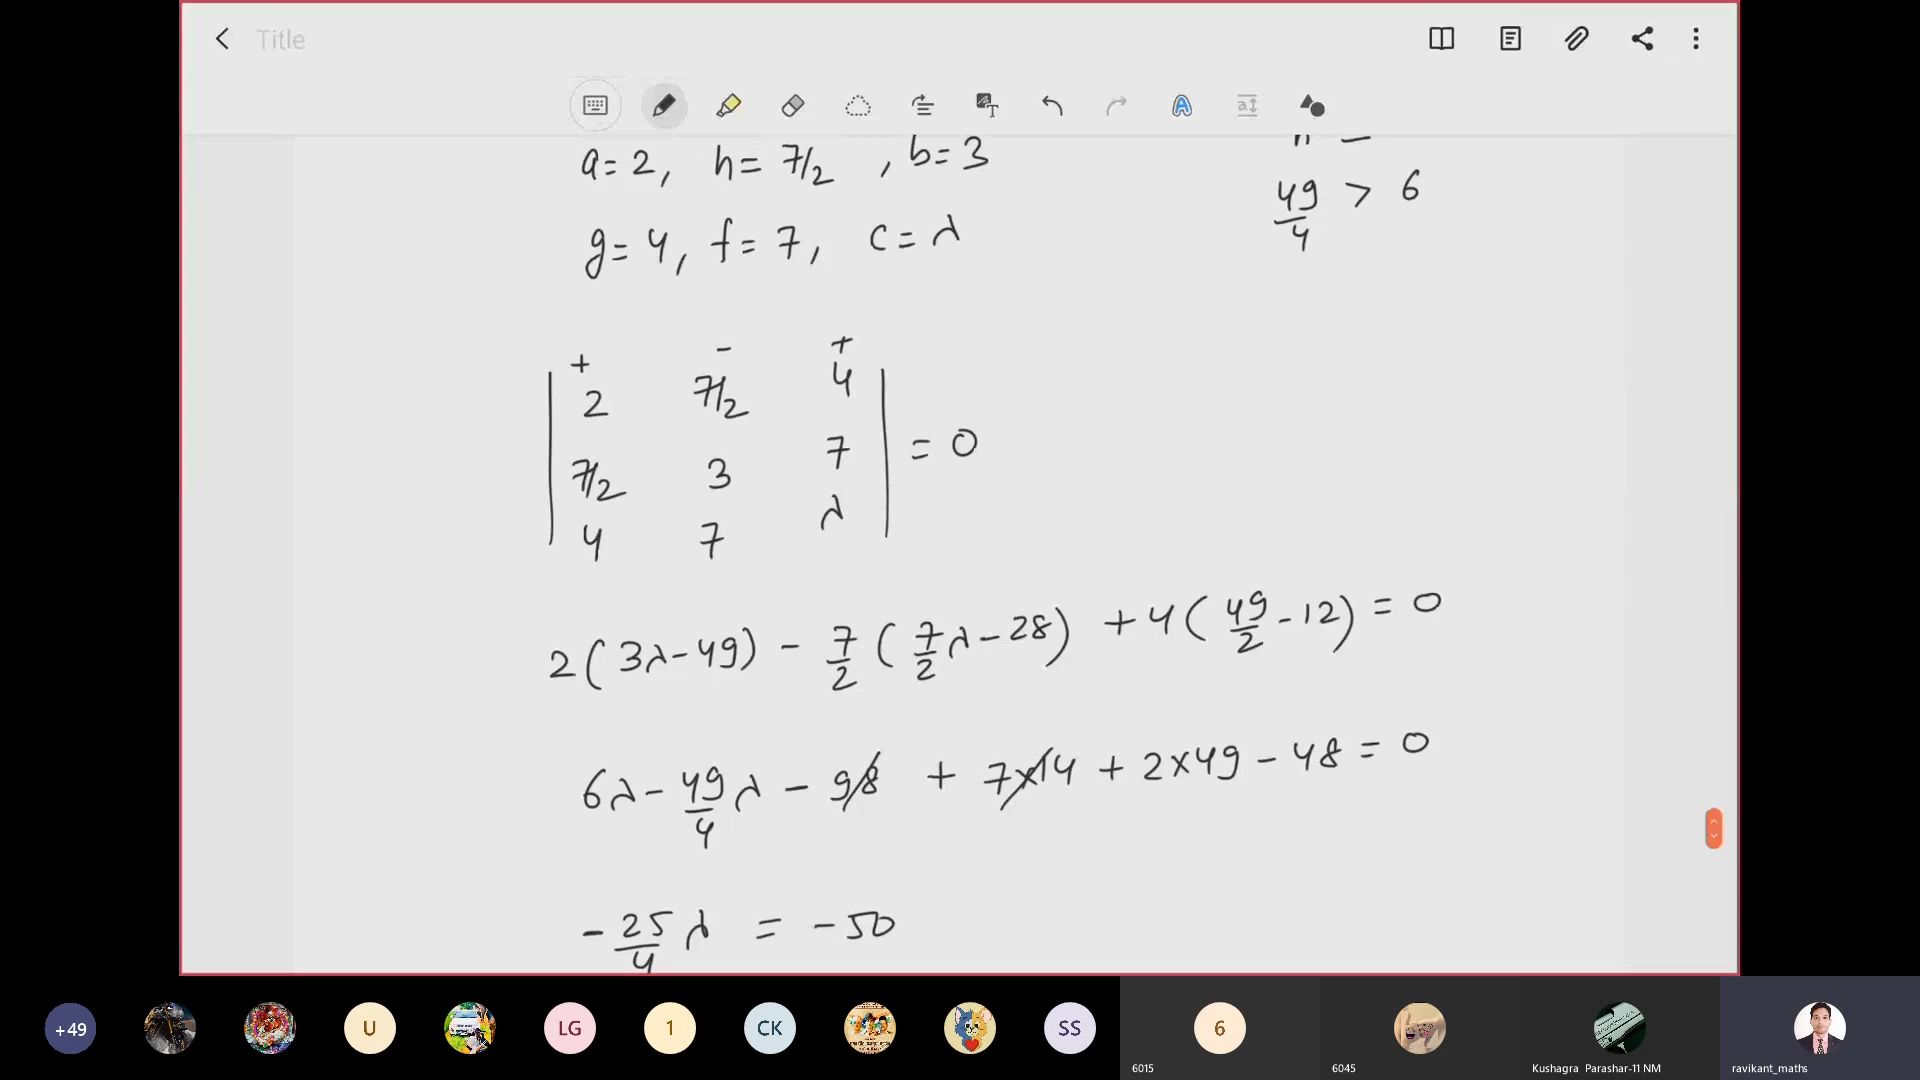 Title
a = 2, h = 7/2 , b = 3
49/4 > 6
g = 4, f = 7, c = λ
+ - +
2 7/2 4
7/2 3 7 = 0
4 7 λ
2(3λ - 49) - 7/2 (7/2 λ - 28) + 4(49/2 - 12) = 0
6λ - 49/4 λ - 98 + 7×14 + 2×49 - 48 = 0
- 25/4 λ = - 50
+49
U
LG
1
CK
SS
6
6015
6045
Kushagra Parashar-11 NM
ravikant_maths